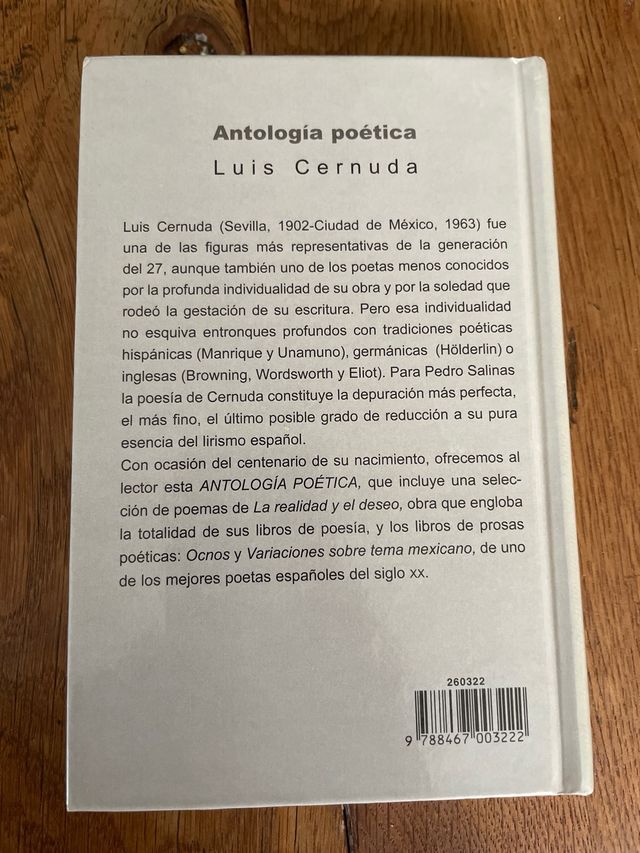 Antología poética
Luis Cernuda
Luis Cernuda (Sevilla, 1902-Ciudad de México, 1963) fue
una de las figuras más representativas de la generación
del 27, aunque también uno de los poetas menos conocidos
por la profunda individualidad de su obra y por la soledad que
rodeó la gestación de su escritura. Pero esa individualidad
no esquiva entronques profundos con tradiciones poéticas
hispánicas (Manrique y Unamuno), germánicas (Hölderlin) o
inglesas (Browning, Wordsworth y Eliot). Para Pedro Salinas
la poesía de Cernuda constituye la depuración más perfecta,
el más fino, el último posible grado de reducción a su pura
esencia del lirismo español.
Con ocasión del centenario de su nacimiento, ofrecemos al
lector esta ANTOLOGÍA POÉTICA, que incluye una selec-
ción de poemas de La realidad y el deseo, obra que engloba
la totalidad de sus libros de poesía, y los libros de prosas
poéticas: Ocnos y Variaciones sobre tema mexicano, de uno
de los mejores poetas españoles del siglo XX.
260322
9 788467 003222